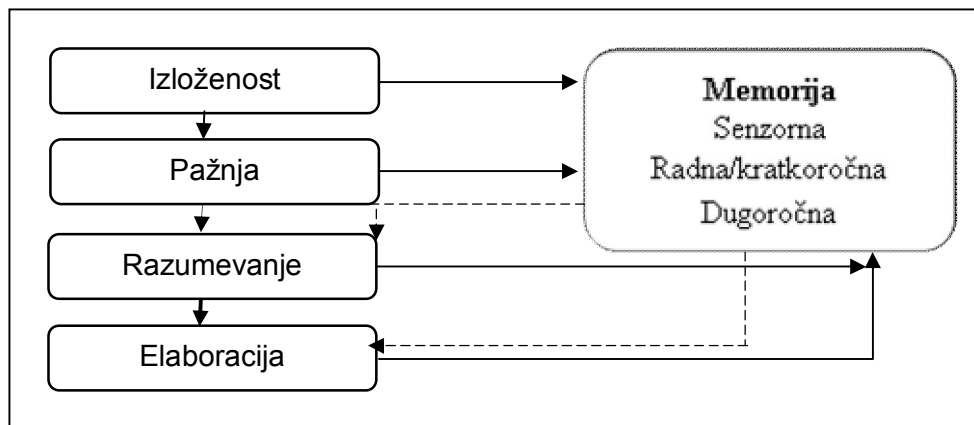 Izloženost
Pažnja
Razumevanje
Elaboracija
Memorija
Senzorna
Radna/kratkoročna
Dugoročna